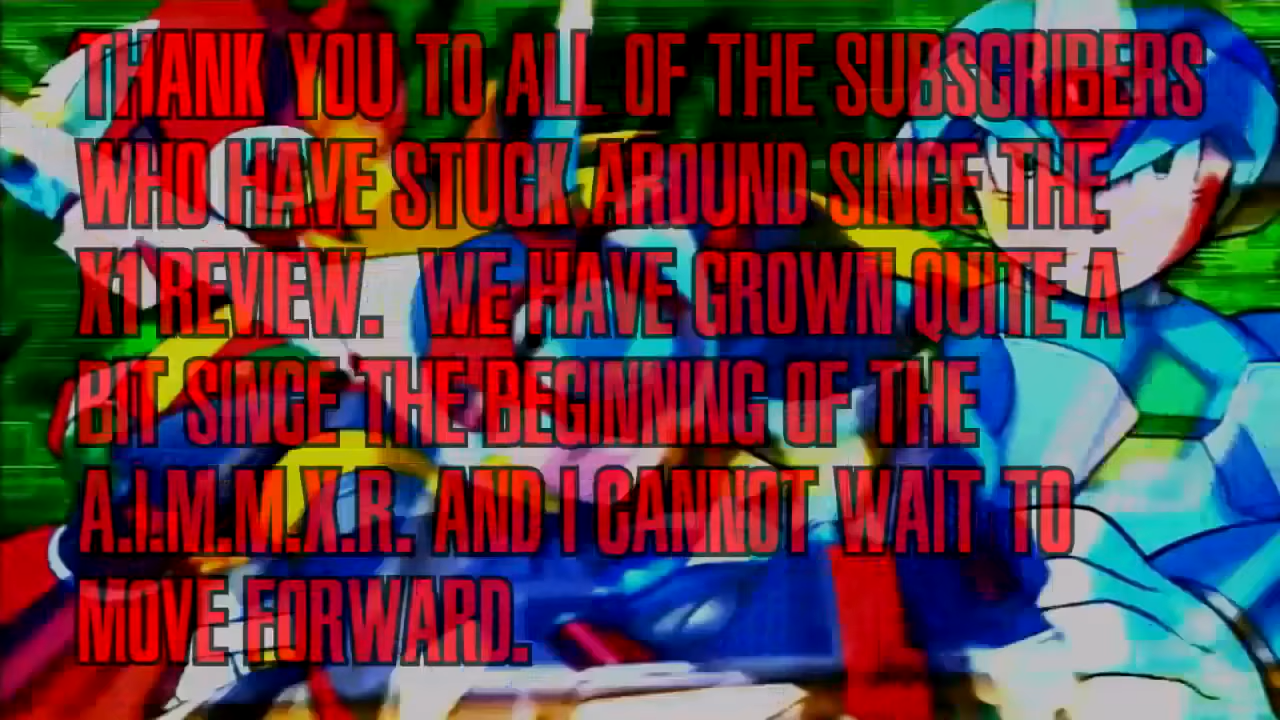 THANK YOU TO ALL OF THE SUBSCRIBERS
WHO HAVE STUCK AROUND SINCE THE
X1 REVIEW. WE HAVE GROWN QUITE A
BIT SINCE THE BEGINNING OF THE
A.I.M.M.X.R. AND I CANNOT WAIT TO
MOVE FORWARD.